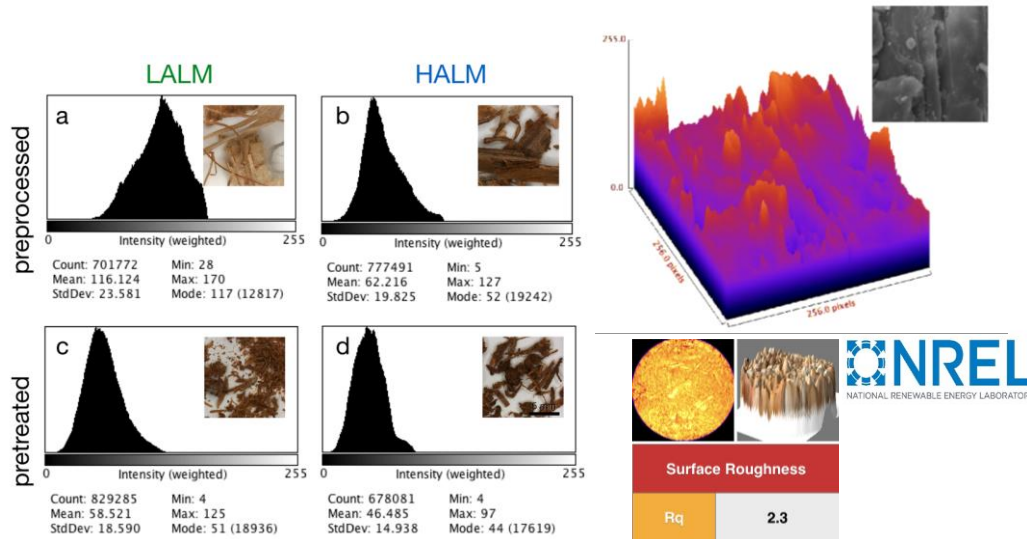 LALM
HALM
preprocessed
a
0
255
Intensity (weighted)
Count: 701772
Min: 28
Mean: 116.124
Max: 170
StdDev: 23.581
Mode: 117 (12817)
b
0
255
Intensity (weighted)
Count: 777491
Min: 5
Mean: 62.216
Max: 127
StdDev: 19.825
Mode: 52 (19242)
pretreated
c
0
255
Intensity (weighted)
Count: 829285
Min: 4
Mean: 58.521
Max: 125
StdDev: 18.590
Mode: 51 (18936)
d
0
255
Intensity (weighted)
Count: 678081
Min: 4
Mean: 46.485
Max: 97
StdDev: 14.938
Mode: 44 (17619)
255.0
0.0
256.0 pixels
256.0 pixels
NREL
NATIONAL RENEWABLE ENERGY LABORATOR
Surface Roughness
Rq 2.3